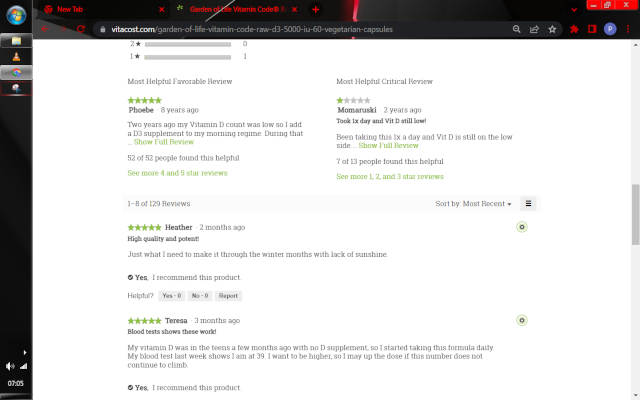 New Tab
Garden of Life Vitamin Code® R
vitacost.com/garden-of-life-vitamin-code-raw-d3-5000-iu-60-vegetarian-capsules
P
2 ★ 0
1 ★ 1
Most Helpful Favorable Review
Most Helpful Critical Review
Phoebe · 8 years ago
Momaruski · 2 years ago
Two years ago my Vitamin D count was low so I add
a D3 supplement to my morning regime. During that
... Show Full Review
Took 1x day and Vit D still low!
Been taking this 1x a day and Vit D is still on the low
side... Show Full Review
52 of 52 people found this helpful
7 of 13 people found this helpful
See more 4 and 5 star reviews
See more 1, 2, and 3 star reviews
1–8 of 129 Reviews
Sort by: Most Recent
Heather · 2 months ago
High quality and potent!
Just what I need to make it through the winter months with lack of sunshine.
Yes, I recommend this product.
Helpful? Yes · 0 No · 0 Report
Teresa · 3 months ago
Blood tests shows these work!
My vitamin D was in the teens a few months ago with no D supplement, so I started taking this formula daily.
My blood test last week shows I am at 39. I want to be higher, so I may up the dose if this number does not
continue to climb.
Yes, I recommend this product.
07:05